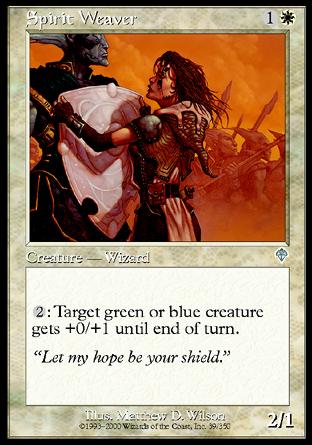 Spirit Weaver 1
Creature — Wizard
2: Target green or blue creature
gets +0/+1 until end of turn.
“Let my hope be your shield.”
Illus. Matthew D. Wilson
©1993–2000 Wizards of the Coast, Inc. 39/350
2/1